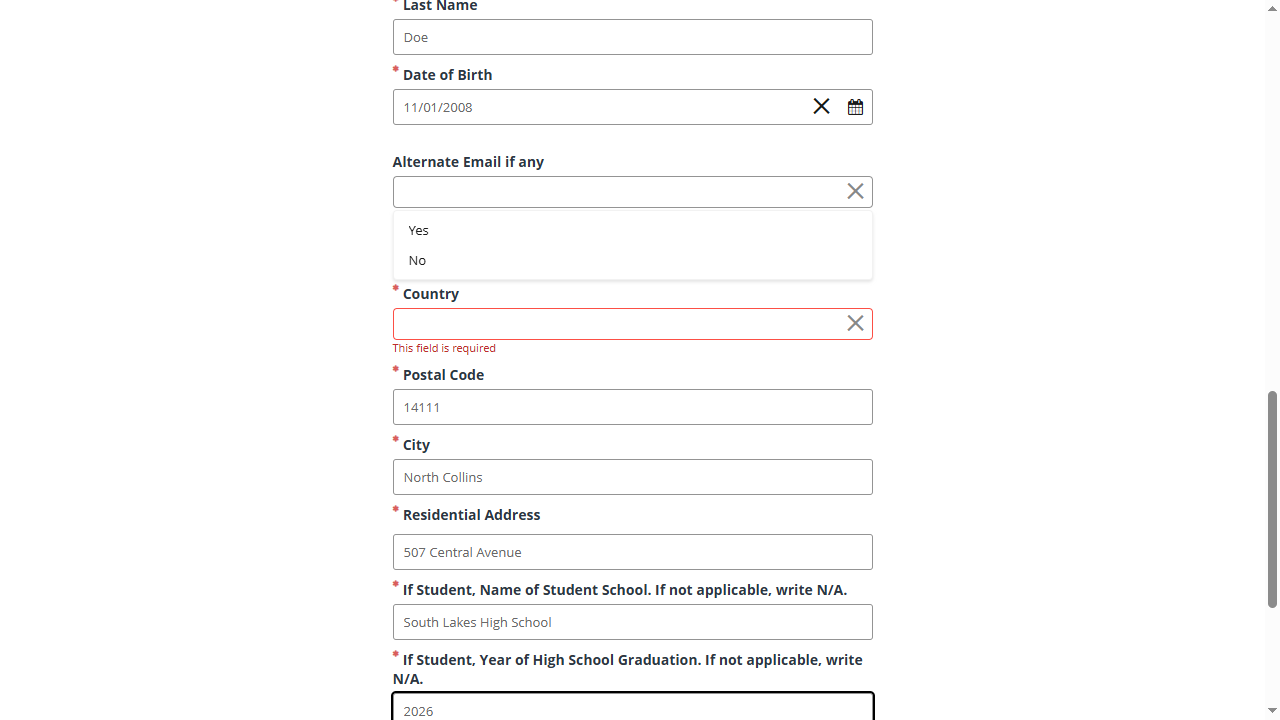 * Last Name
Doe
* Date of Birth
11/01/2008
Alternate Email if any
Yes
No
* Country
This field is required
* Postal Code
14111
* City
North Collins
* Residential Address
507 Central Avenue
* If Student, Name of Student School. If not applicable, write N/A.
South Lakes High School
* If Student, Year of High School Graduation. If not applicable, write
N/A.
2026